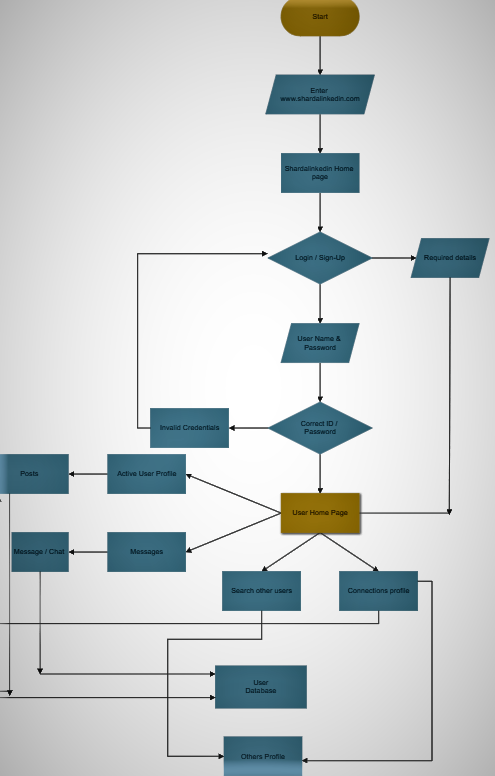 Start
Enter
www.shardalinkedin.com
Shardalinkedin Home
page
Login / Sign-Up
Required details
User Name &
Password
Invalid Credentials
Correct ID /
Password
Posts
Active User Profile
User Home Page
Message / Chat
Messages
Search other users
Connections profile
User
Database
Others Profile